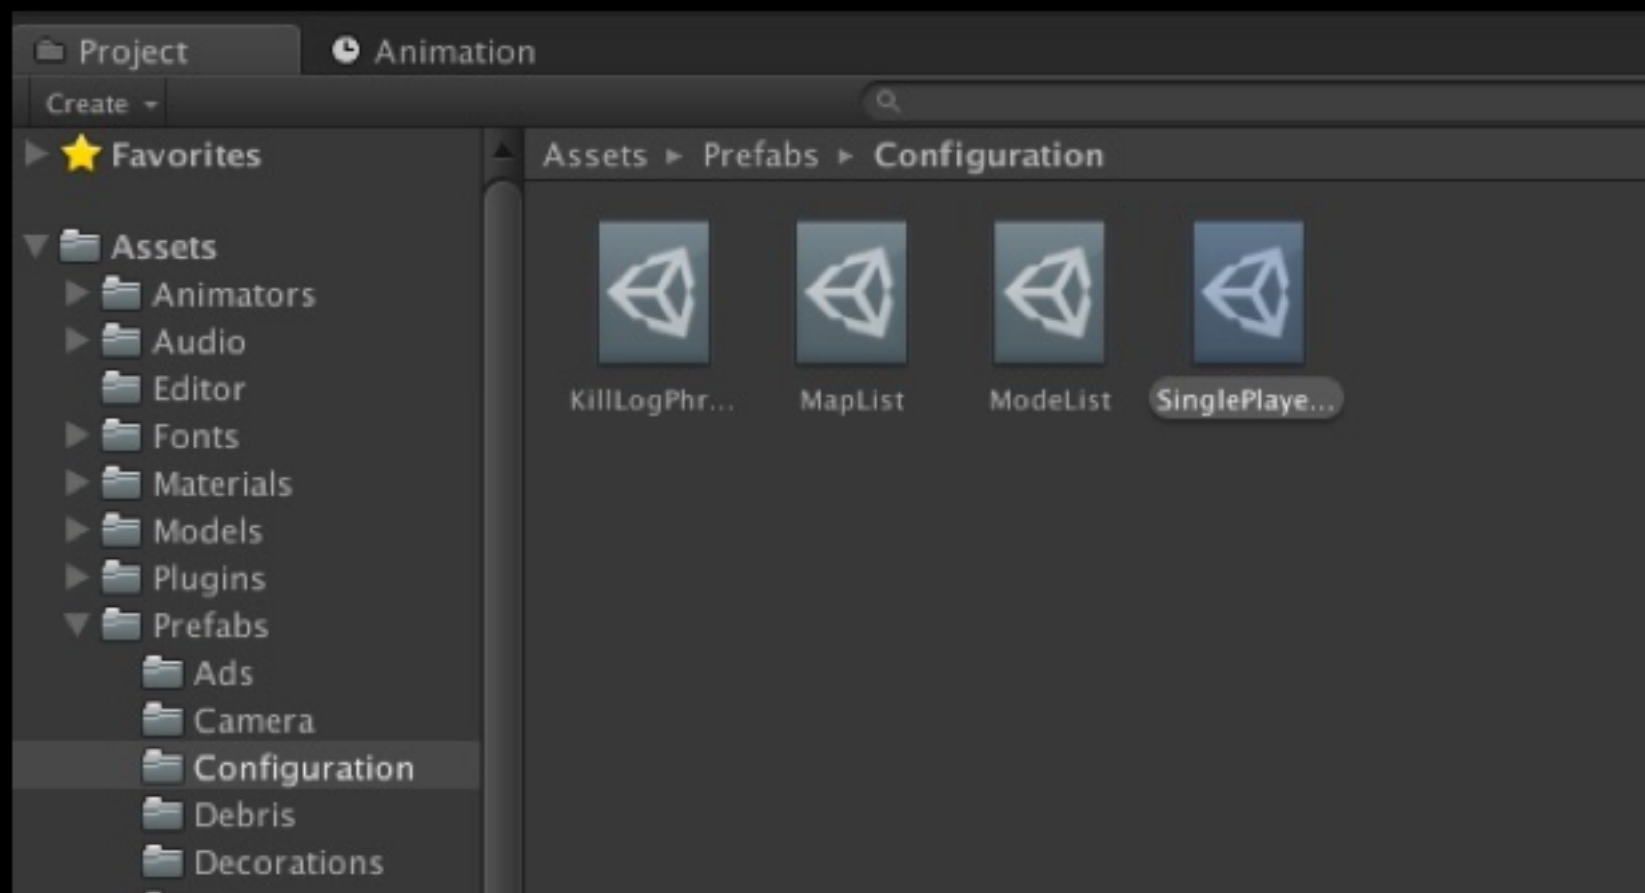 Project
Animation
Create
Favorites
Assets
Animators
Audio
Editor
Fonts
Materials
Models
Plugins
Prefabs
Ads
Camera
Configuration
Debris
Decorations
Assets ▸ Prefabs ▸ Configuration
KillLogPhr...
MapList
ModeList
SinglePlaye...